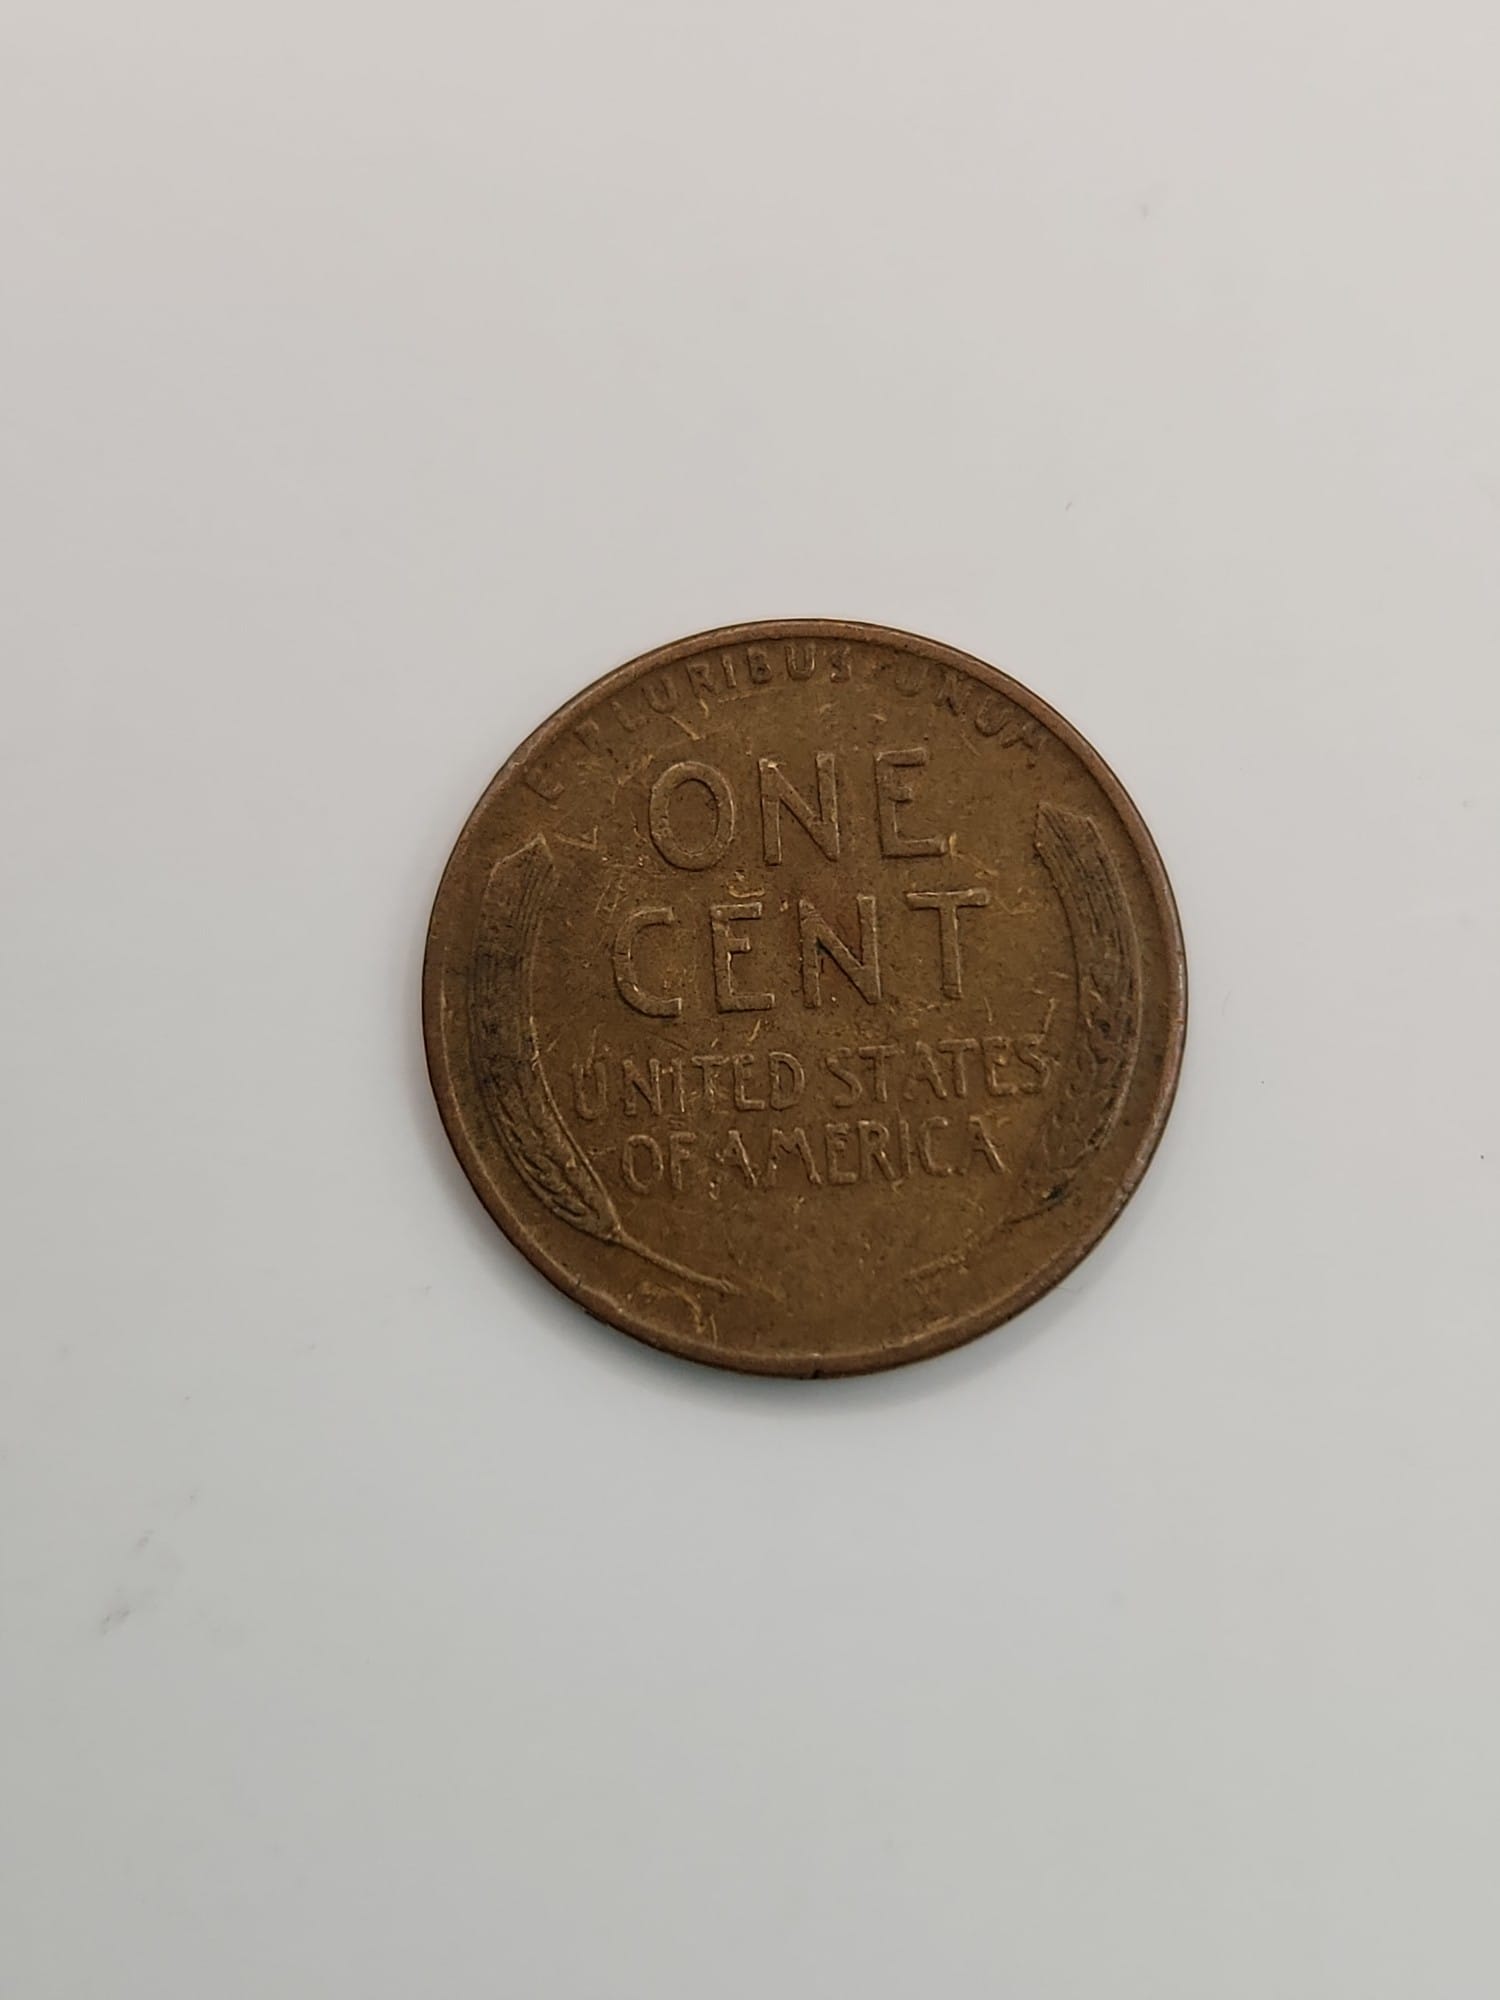 E PLURIBUS UNUM
ONE
CENT
UNITED STATES
OF AMERICA